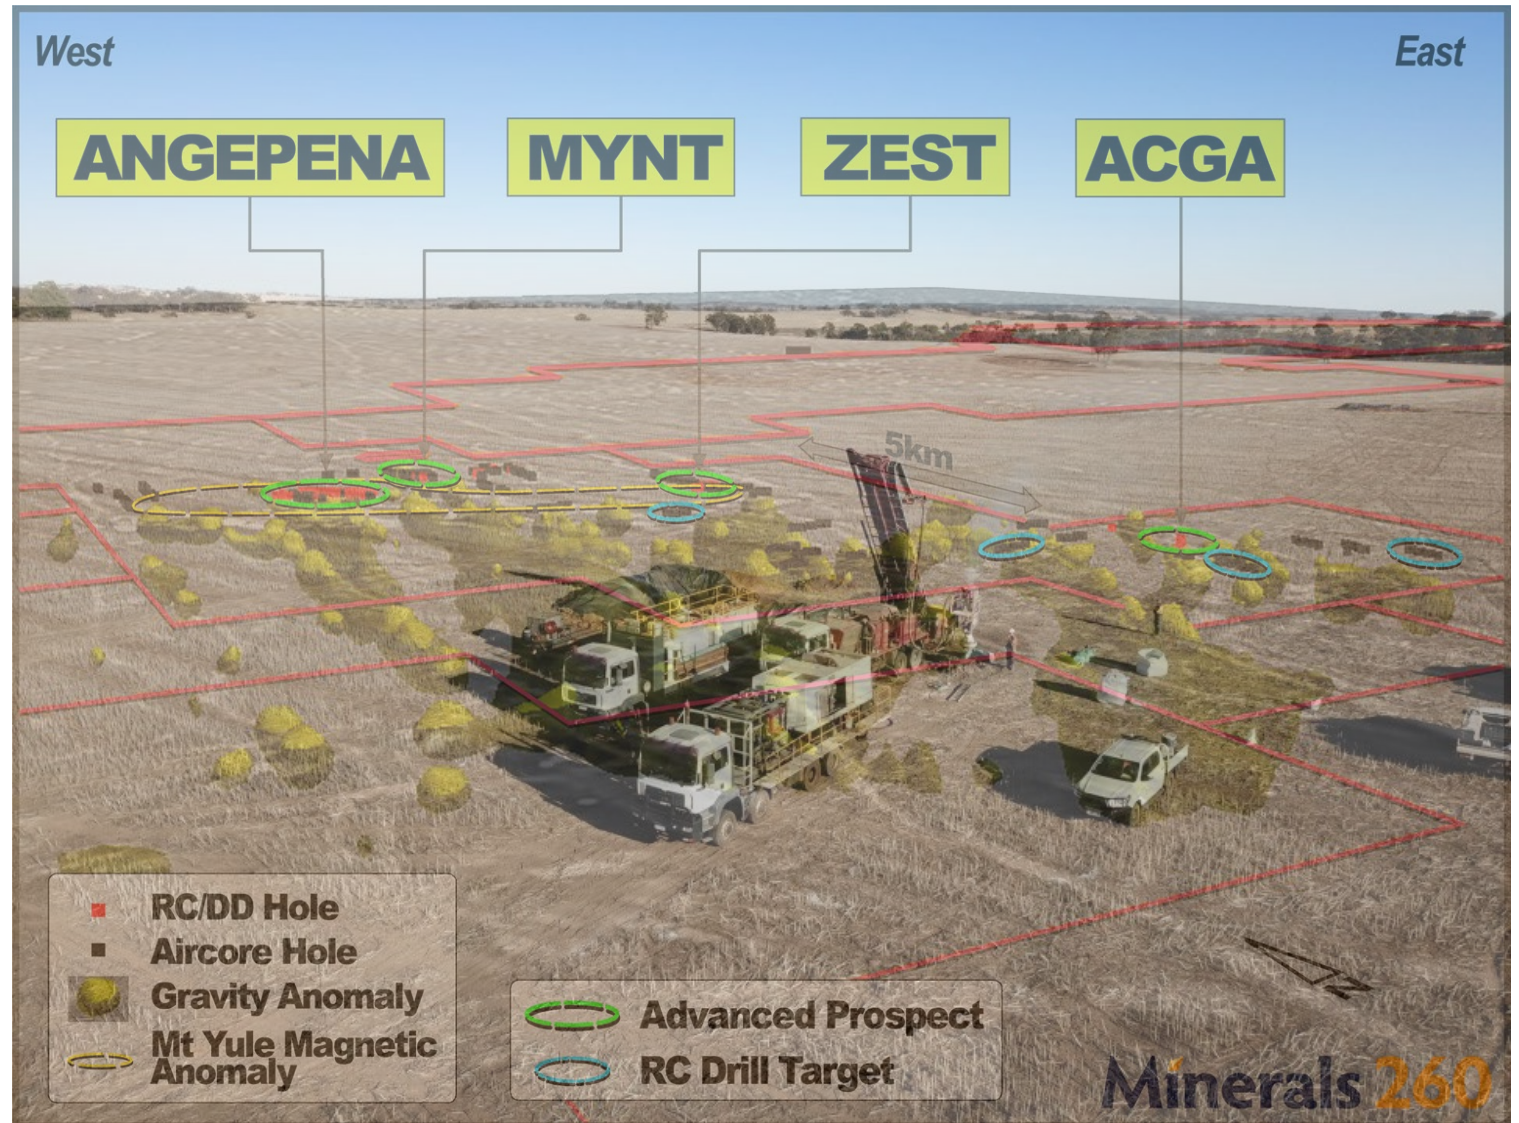 West
East
ANGEPENA
MYNT
ZEST
ACGA
5km
RC/DD Hole
Aircore Hole
Gravity Anomaly
Mt Yule Magnetic
Anomaly
Advanced Prospect
RC Drill Target
N
Minerals 260